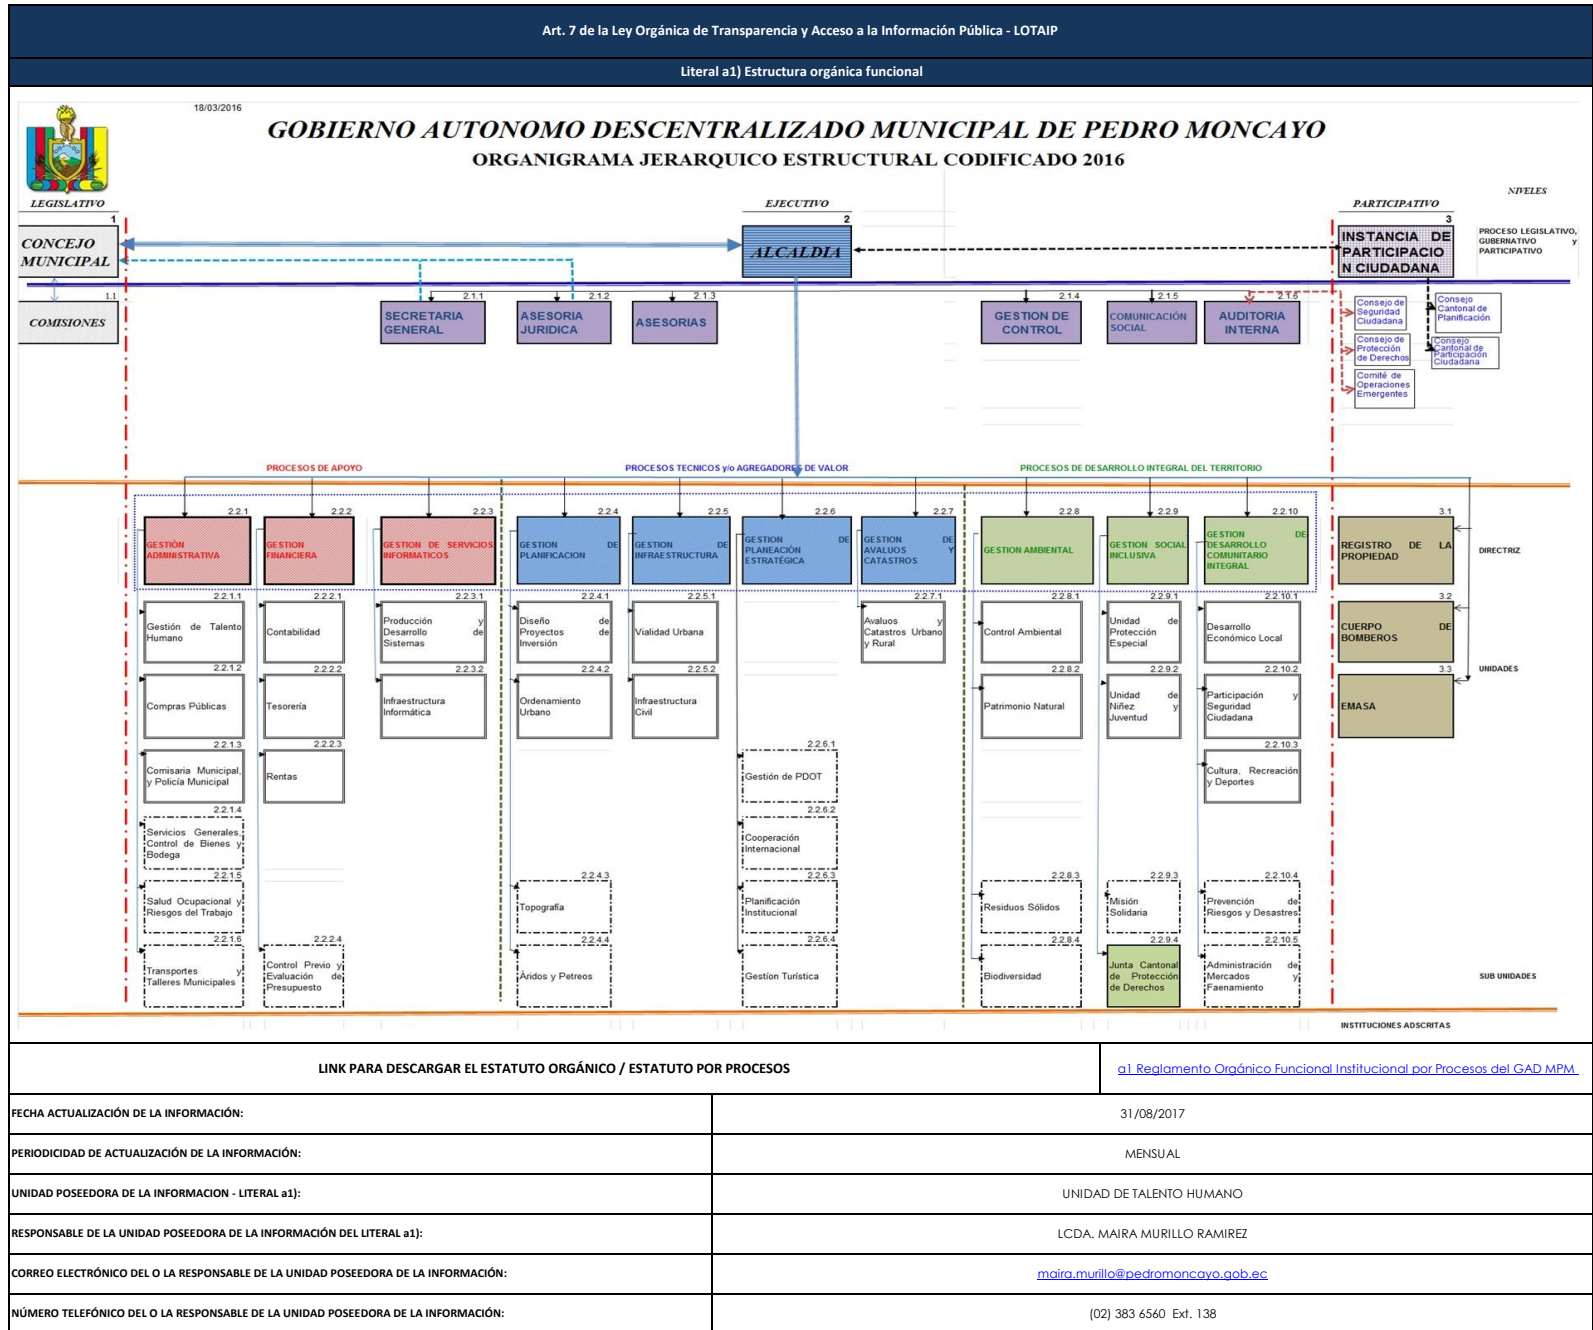 Art. 7 de la Ley Orgánica de Transparencia y Acceso a la Información Pública - LOTAIP
Literal a1) Estructura orgánica funcional
18/03/2016
GOBIERNO AUTONOMO DESCENTRALIZADO MUNICIPAL DE PEDRO MONCAYO
ORGANIGRAMA JERARQUICO ESTRUCTURAL CODIFICADO 2016
NIVELES
LEGISLATIVO
EJECUTIVO
PARTICIPATIVO
1
2
3
CONCEJO
MUNICIPAL
ALCALDIA
INSTANCIA DE
PARTICIPACIO
N CIUDADANA
PROCESO LEGISLATIVO,
GUBERNATIVO y
PARTICIPATIVO
1.1
2.1.1
2.1.2
2.1.3
2.1.4
2.1.5
2.1.6
COMISIONES
SECRETARIA
GENERAL
ASESORIA
JURIDICA
ASESORIAS
GESTION DE
CONTROL
COMUNICACIÓN
SOCIAL
AUDITORIA
INTERNA
Consejo de
Seguridad
Ciudadana
Consejo
Cantonal de
Planificación
Consejo de
Protección
de Derechos
Consejo
Cantonal de
Participación
Ciudadana
Comité de
Operaciones
Emergentes
PROCESOS DE APOYO
PROCESOS TECNICOS y/o AGREGADORES DE VALOR
PROCESOS DE DESARROLLO INTEGRAL DEL TERRITORIO
2.2.1
2.2.2
2.2.3
2.2.4
2.2.5
2.2.6
2.2.7
2.2.8
2.2.9
2.2.10
3.1
GESTIÓN
ADMINISTRATIVA
GESTION
FINANCIERA
GESTION DE SERVICIOS
INFORMATICOS
GESTION DE
PLANIFICACION
GESTION DE
INFRAESTRUCTURA
GESTION DE
PLANEACIÓN
ESTRATÉGICA
GESTION DE
AVALUOS Y
CATASTROS
GESTION AMBIENTAL
GESTION SOCIAL
INCLUSIVA
GESTION DE
DESARROLLO
COMUNITARIO
INTEGRAL
REGISTRO DE LA
PROPIEDAD
DIRECTRIZ
2.2.1.1
2.2.2.1
2.2.3.1
2.2.4.1
2.2.5.1
2.2.7.1
2.2.8.1
2.2.9.1
2.2.10.1
3.2
Gestión de Talento
Humano
Contabilidad
Producción y
Desarrollo de
Sistemas
Diseño de
Proyectos de
Inversión
Vialidad Urbana
Avaluos y
Catastros Urbano
y Rural
Control Ambiental
Unidad de
Protección
Especial
Desarrollo
Económico Local
CUERPO DE
BOMBEROS
2.2.1.2
2.2.2.2
2.2.3.2
2.2.4.2
2.2.5.2
2.2.8.2
2.2.9.2
2.2.10.2
3.3
UNIDADES
Compras Públicas
Tesorería
Infraestructura
Informática
Ordenamiento
Urbano
Infraestructura
Civil
Patrimonio Natural
Unidad de
Niñez y
Juventud
Participación y
Seguridad
Ciudadana
EMASA
2.2.1.3
2.2.2.3
2.2.6.1
2.2.10.3
Comisaria Municipal,
y Policía Municipal
Rentas
Gestión de PDOT
Cultura, Recreación
y Deportes
2.2.1.4
2.2.6.2
Servicios Generales,
Control de Bienes y
Bodega
Cooperación
Internacional
2.2.1.5
2.2.4.3
2.2.6.3
2.2.8.3
2.2.9.3
2.2.10.4
Salud Ocupacional y
Riesgos del Trabajo
Topografía
Planificación
Institucional
Residuos Sólidos
Misión
Solidaria
Prevención de
Riesgos y Desastres
2.2.1.6
2.2.2.4
2.2.4.4
2.2.6.4
2.2.8.4
2.2.9.4
2.2.10.5
Transportes y
Talleres Municipales
Control Previo y
Evaluación de
Presupuesto
Áridos y Petreos
Gestíon Turística
Biodiversidad
Junta Cantonal
de Protección
de Derechos
Administración de
Mercados y
Faenamiento
SUB UNIDADES
INSTITUCIONES ADSCRITAS
LINK PARA DESCARGAR EL ESTATUTO ORGÁNICO / ESTATUTO POR PROCESOS
a1 Reglamento Orgánico Funcional Institucional por Procesos del GAD MPM
FECHA ACTUALIZACIÓN DE LA INFORMACIÓN:
31/08/2017
PERIODICIDAD DE ACTUALIZACIÓN DE LA INFORMACIÓN:
MENSUAL
UNIDAD POSEEDORA DE LA INFORMACION - LITERAL a1):
UNIDAD DE TALENTO HUMANO
RESPONSABLE DE LA UNIDAD POSEEDORA DE LA INFORMACIÓN DEL LITERAL a1):
LCDA. MAIRA MURILLO RAMIREZ
CORREO ELECTRÓNICO DEL O LA RESPONSABLE DE LA UNIDAD POSEEDORA DE LA INFORMACIÓN:
maira.murillo@pedromoncayo.gob.ec
NÚMERO TELEFÓNICO DEL O LA RESPONSABLE DE LA UNIDAD POSEEDORA DE LA INFORMACIÓN:
(02) 383 6560 Ext. 138